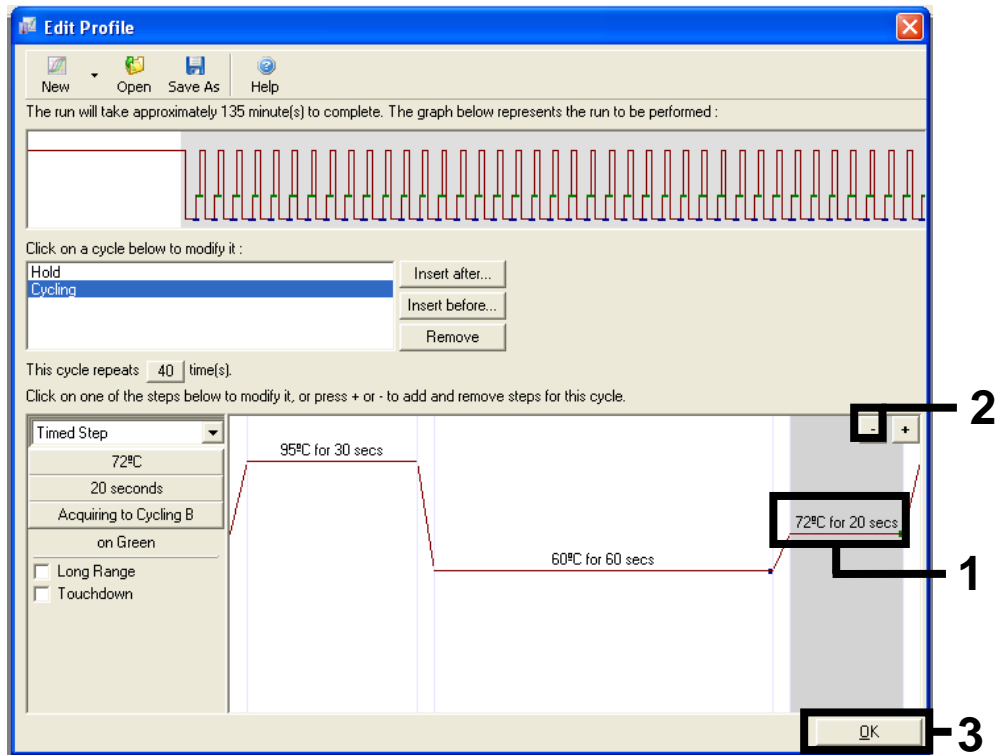 Edit Profile
New Open Save As Help
The run will take approximately 135 minute(s) to complete. The graph below represents the run to be performed :
Click on a cycle below to modify it :
Hold
Cycling
Insert after...
Insert before...
Remove
This cycle repeats 40 time(s).
Click on one of the steps below to modify it, or press + or - to add and remove steps for this cycle.
Timed Step
72ºC
20 seconds
Acquiring to Cycling B
on Green
Long Range
Touchdown
95ºC for 30 secs
60ºC for 60 secs
72ºC for 20 secs
- +
2
1
OK
3